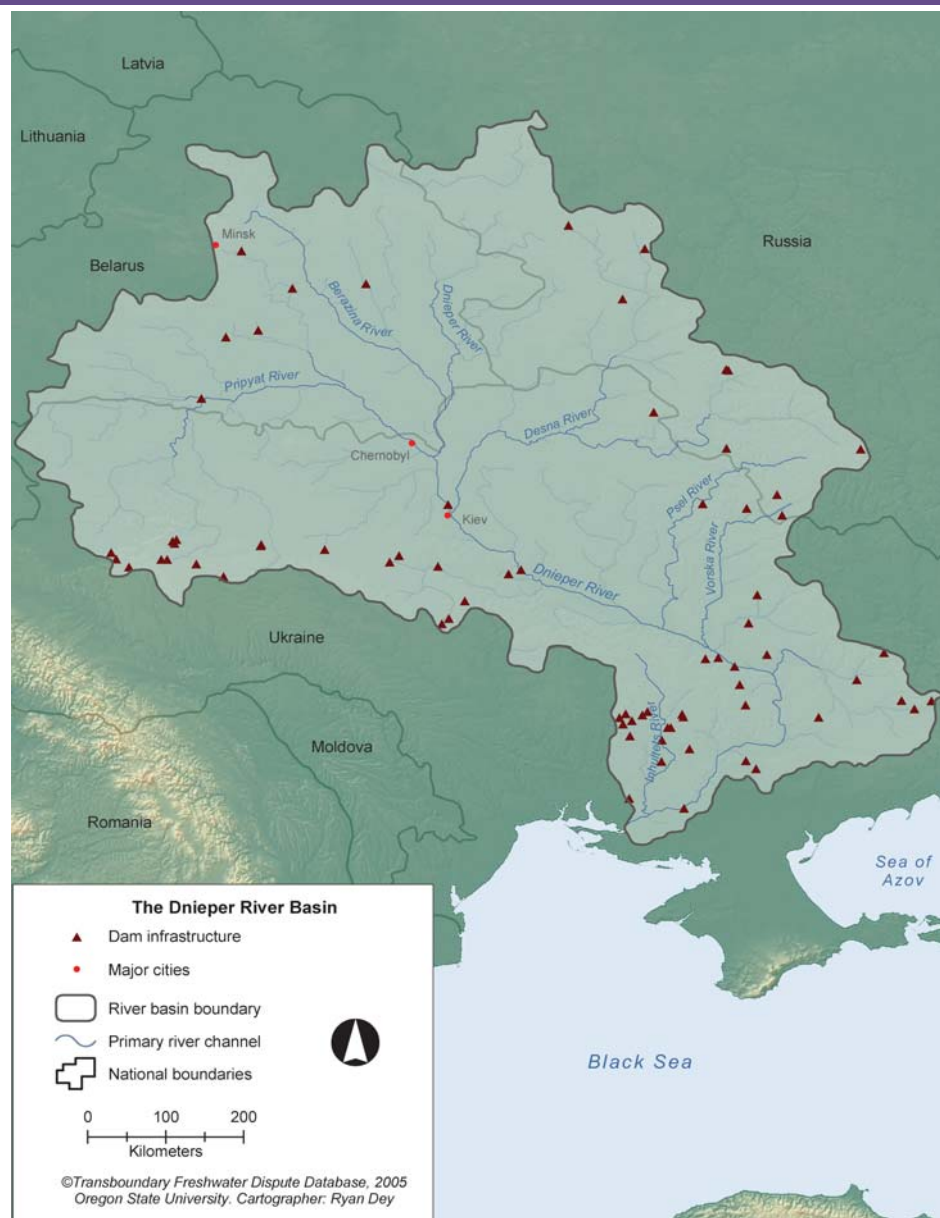 Latvia
Lithuania
Minsk
Russia
Belarus
Berazina River
Dnieper River
Pripyat River
Desna River
Chernobyl
Psel River
Kiev
Vorska River
Dnieper River
Ukraine
Inhulets River
Moldova
Romania
Sea of
Azov
The Dnieper River Basin
Dam infrastructure
Major cities
River basin boundary
Primary river channel
National boundaries
Black Sea
0 100 200
Kilometers
©Transboundary Freshwater Dispute Database, 2005
Oregon State University. Cartographer: Ryan Dey